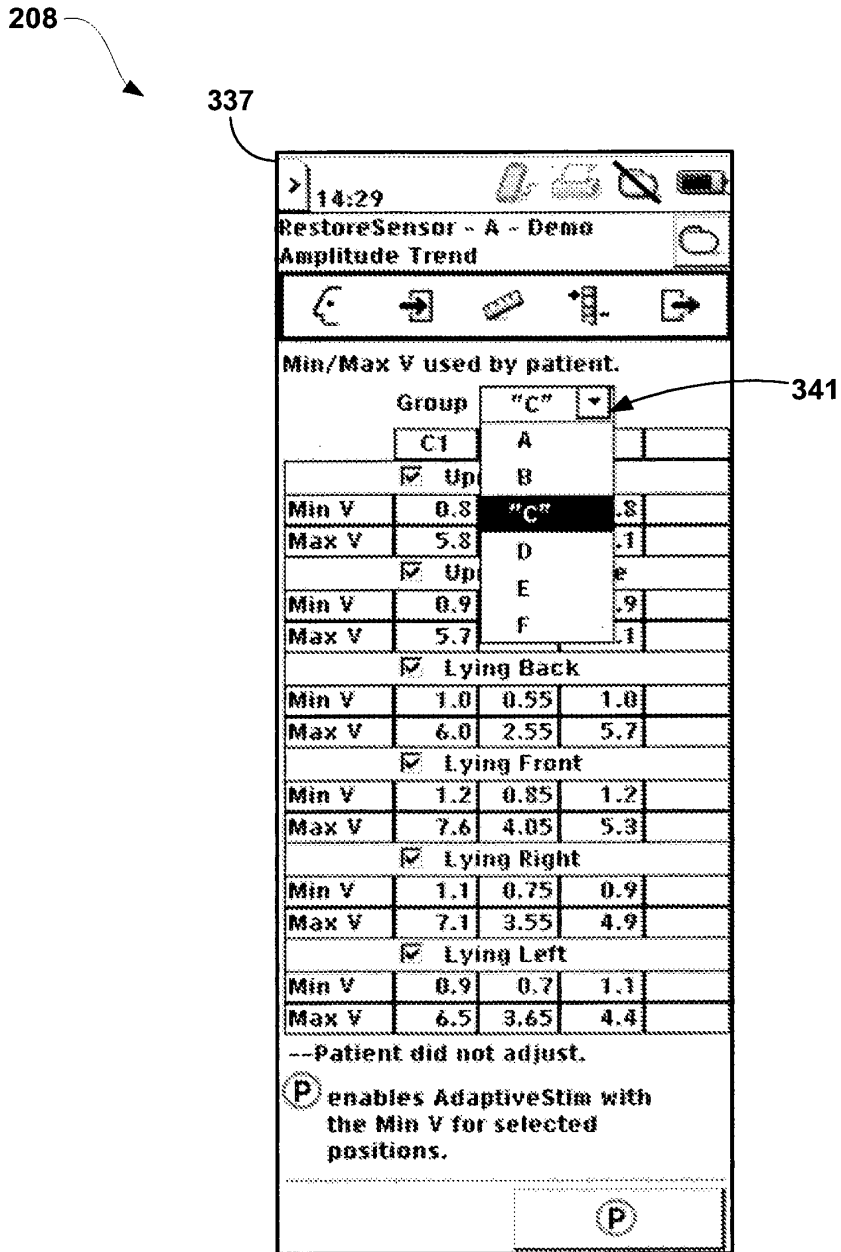 208
337
>
14:29
RestoreSensor - A - Demo
Amplitude Trend
Min/Max V used by patient.
Group "C"
341
C1
A
B
"C"
D
E
F
Min V 0.8
Max V 5.8 .1
Min V 0.9 .9
Max V 5.7 .1
Lying Back
Min V 1.0 0.55 1.0
Max V 6.0 2.55 5.7
Lying Front
Min V 1.2 0.85 1.2
Max V 7.6 4.05 5.3
Lying Right
Min V 1.1 0.75 0.9
Max V 7.1 3.55 4.9
Lying Left
Min V 0.9 0.7 1.1
Max V 6.5 3.65 4.4
--Patient did not adjust.
P enables AdaptiveStim with
the Min V for selected
positions.
P